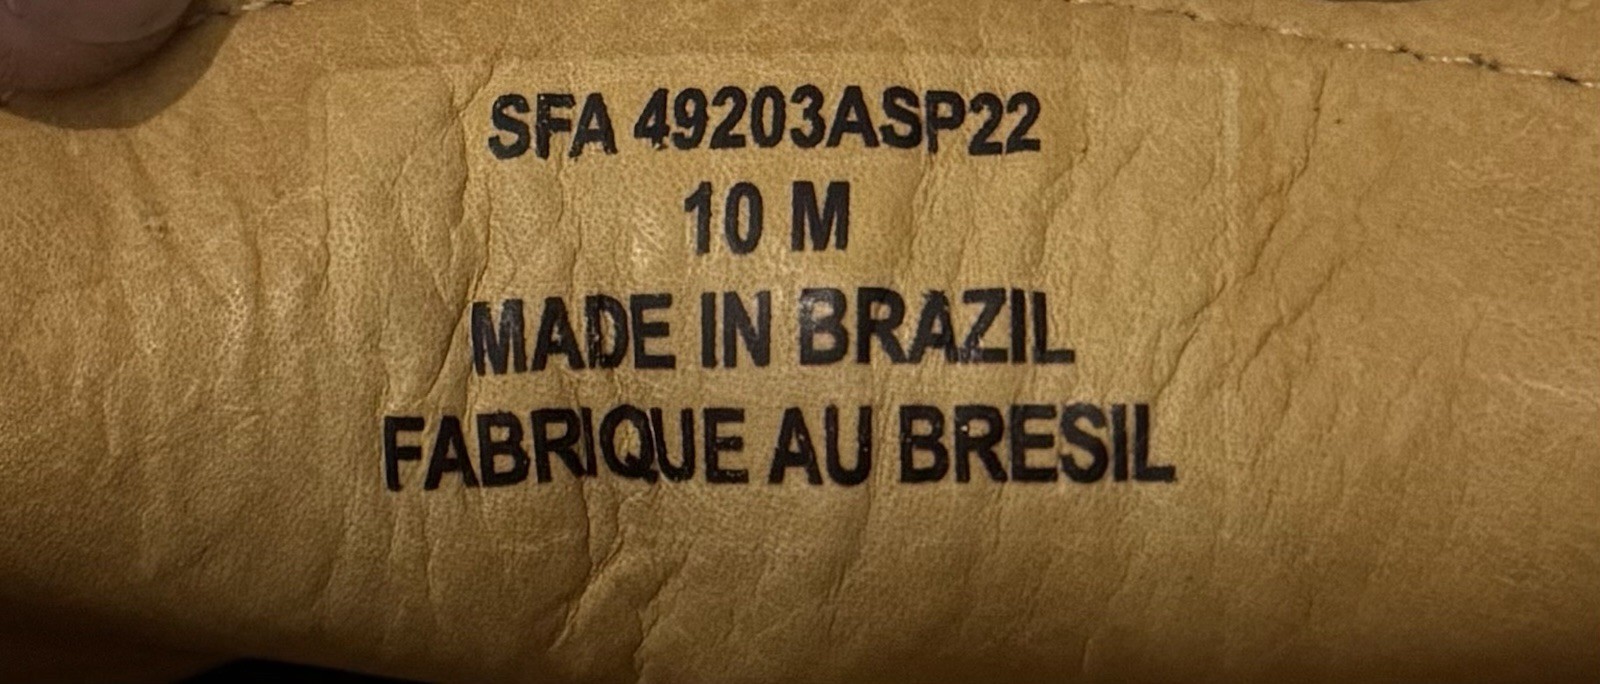 SFA 49203ASP22
10 M
MADE IN BRAZIL
FABRIQUE AU BRESIL